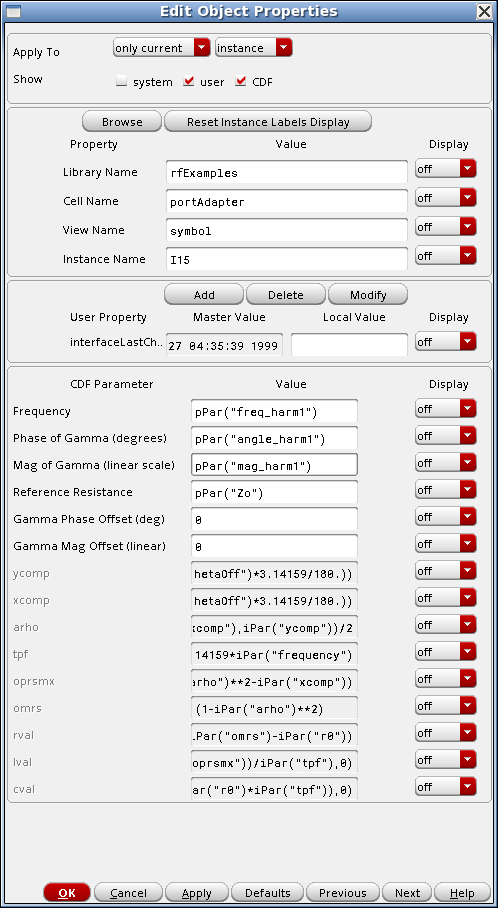 Edit Object Properties
Apply To only current instance
Show system user CDF
Browse Reset Instance Labels Display
Property Value Display
Library Name rfExamples off
Cell Name portAdapter off
View Name symbol off
Instance Name I15 off
Add Delete Modify
User Property Master Value Local Value Display
interfaceLastCh.. 27 04:35:39 1999 off
CDF Parameter Value Display
Frequency pPar("freq_harm1") off
Phase of Gamma (degrees) pPar("angle_harm1") off
Mag of Gamma (linear scale) pPar("mag_harm1") off
Reference Resistance pPar("Zo") off
Gamma Phase Offset (deg) 0 off
Gamma Mag Offset (linear) 0 off
ycomp hetaOff")*3.14159/180.)) off
xcomp hetaOff")*3.14159/180.)) off
arho xcomp"),iPar("ycomp"))/2 off
tpf 14159*iPar("frequency") off
oprsmx arho")**2-iPar("xcomp")) off
omrs (1-iPar("arho")**2) off
rval iPar("omrs")-iPar("r0")) off
lval oprsmx"))/iPar("tpf"),0) off
cval ar("r0")*iPar("tpf")),0) off
OK Cancel Apply Defaults Previous Next Help